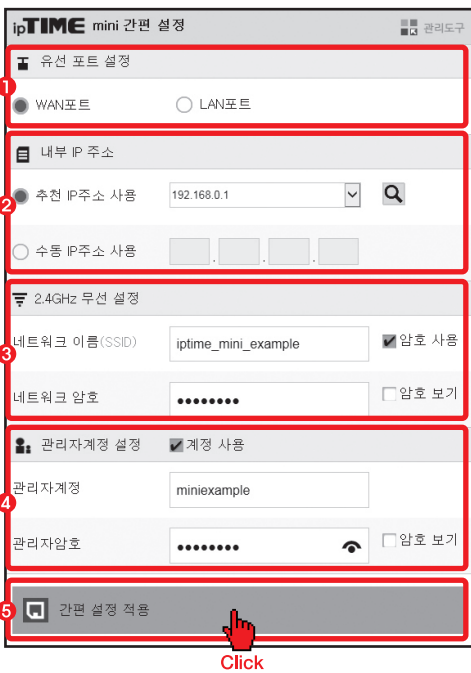 ipTIME mini 간편 설정
관리도구
1
유선 포트 설정
WAN포트 LAN포트
내부 IP 주소
2
추천 IP주소 사용 192.168.0.1
수동 IP주소 사용 . . .
2.4GHz 무선 설정
3
네트워크 이름(SSID) iptime_mini_example 암호 사용
네트워크 암호 ●●●●●●●● 암호 보기
관리자계정 설정 계정 사용
4
관리자계정 miniexample
관리자암호 ●●●●●●●● 암호 보기
5
간편 설정 적용
Click